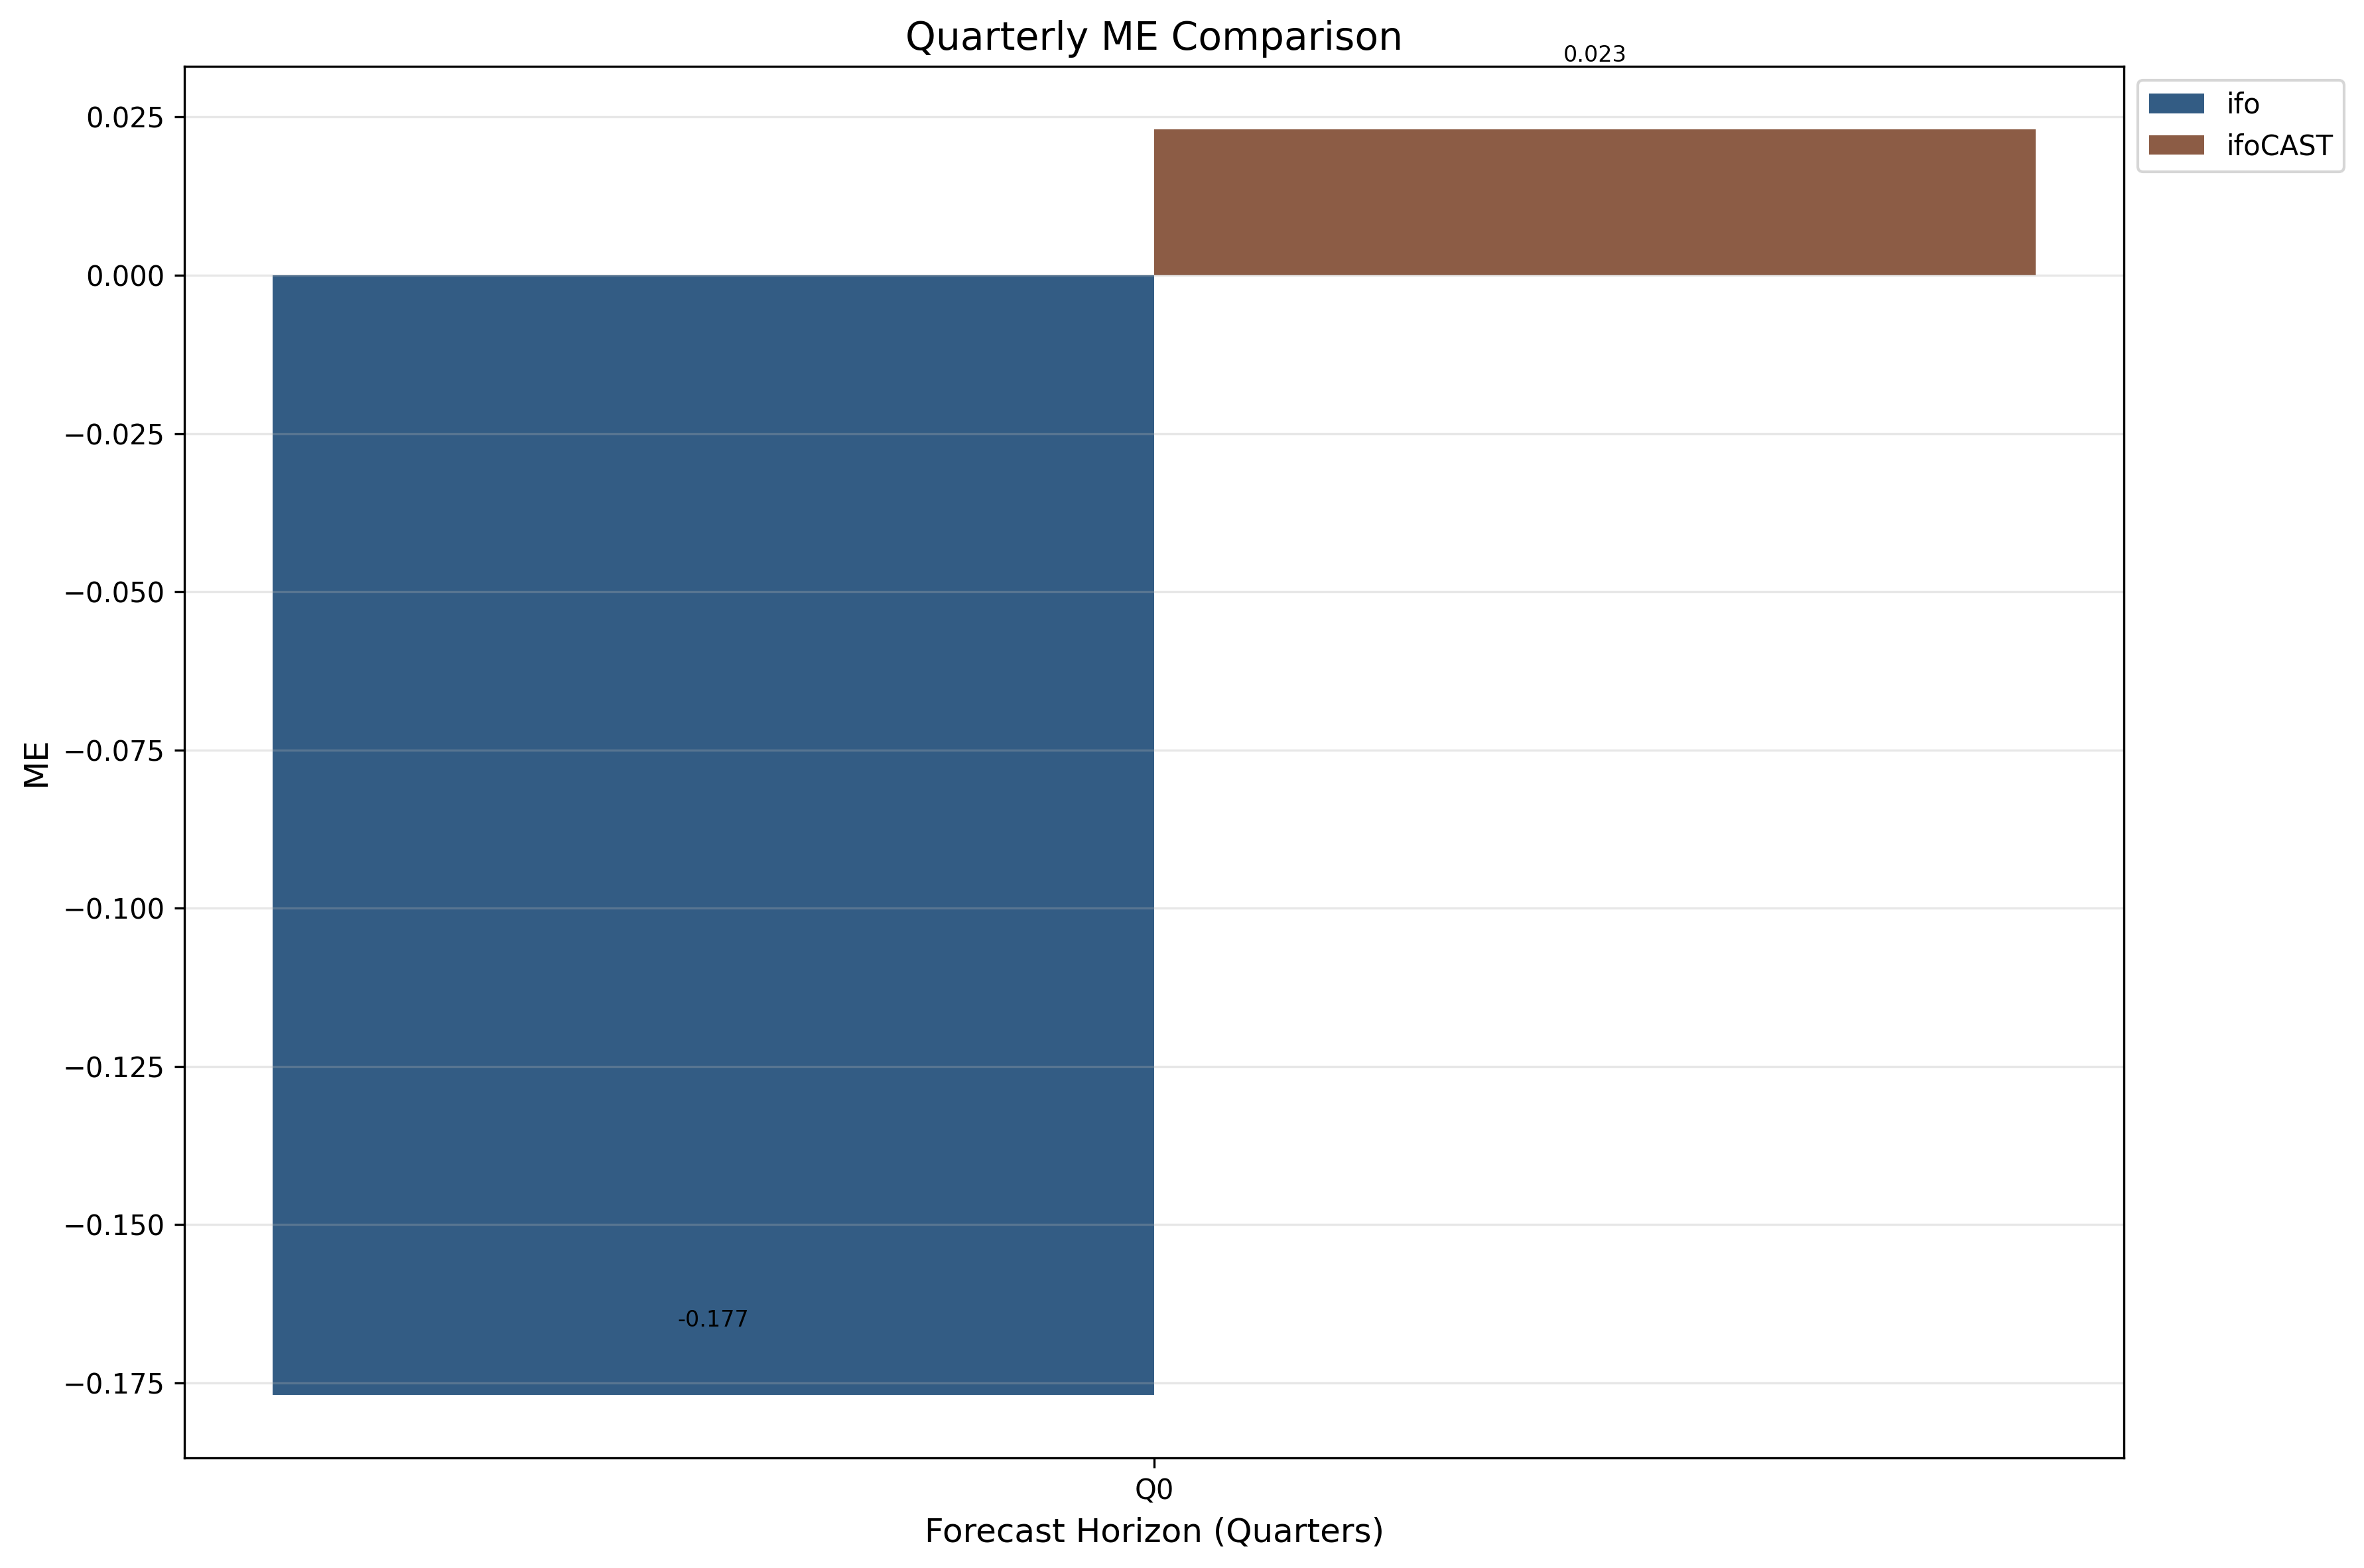 Quarterly ME Comparison
0.023
ifo
ifoCAST
0.025
0.000
−0.025
−0.050
−0.075
−0.100
−0.125
−0.150
−0.175
ME
-0.177
Q0
Forecast Horizon (Quarters)